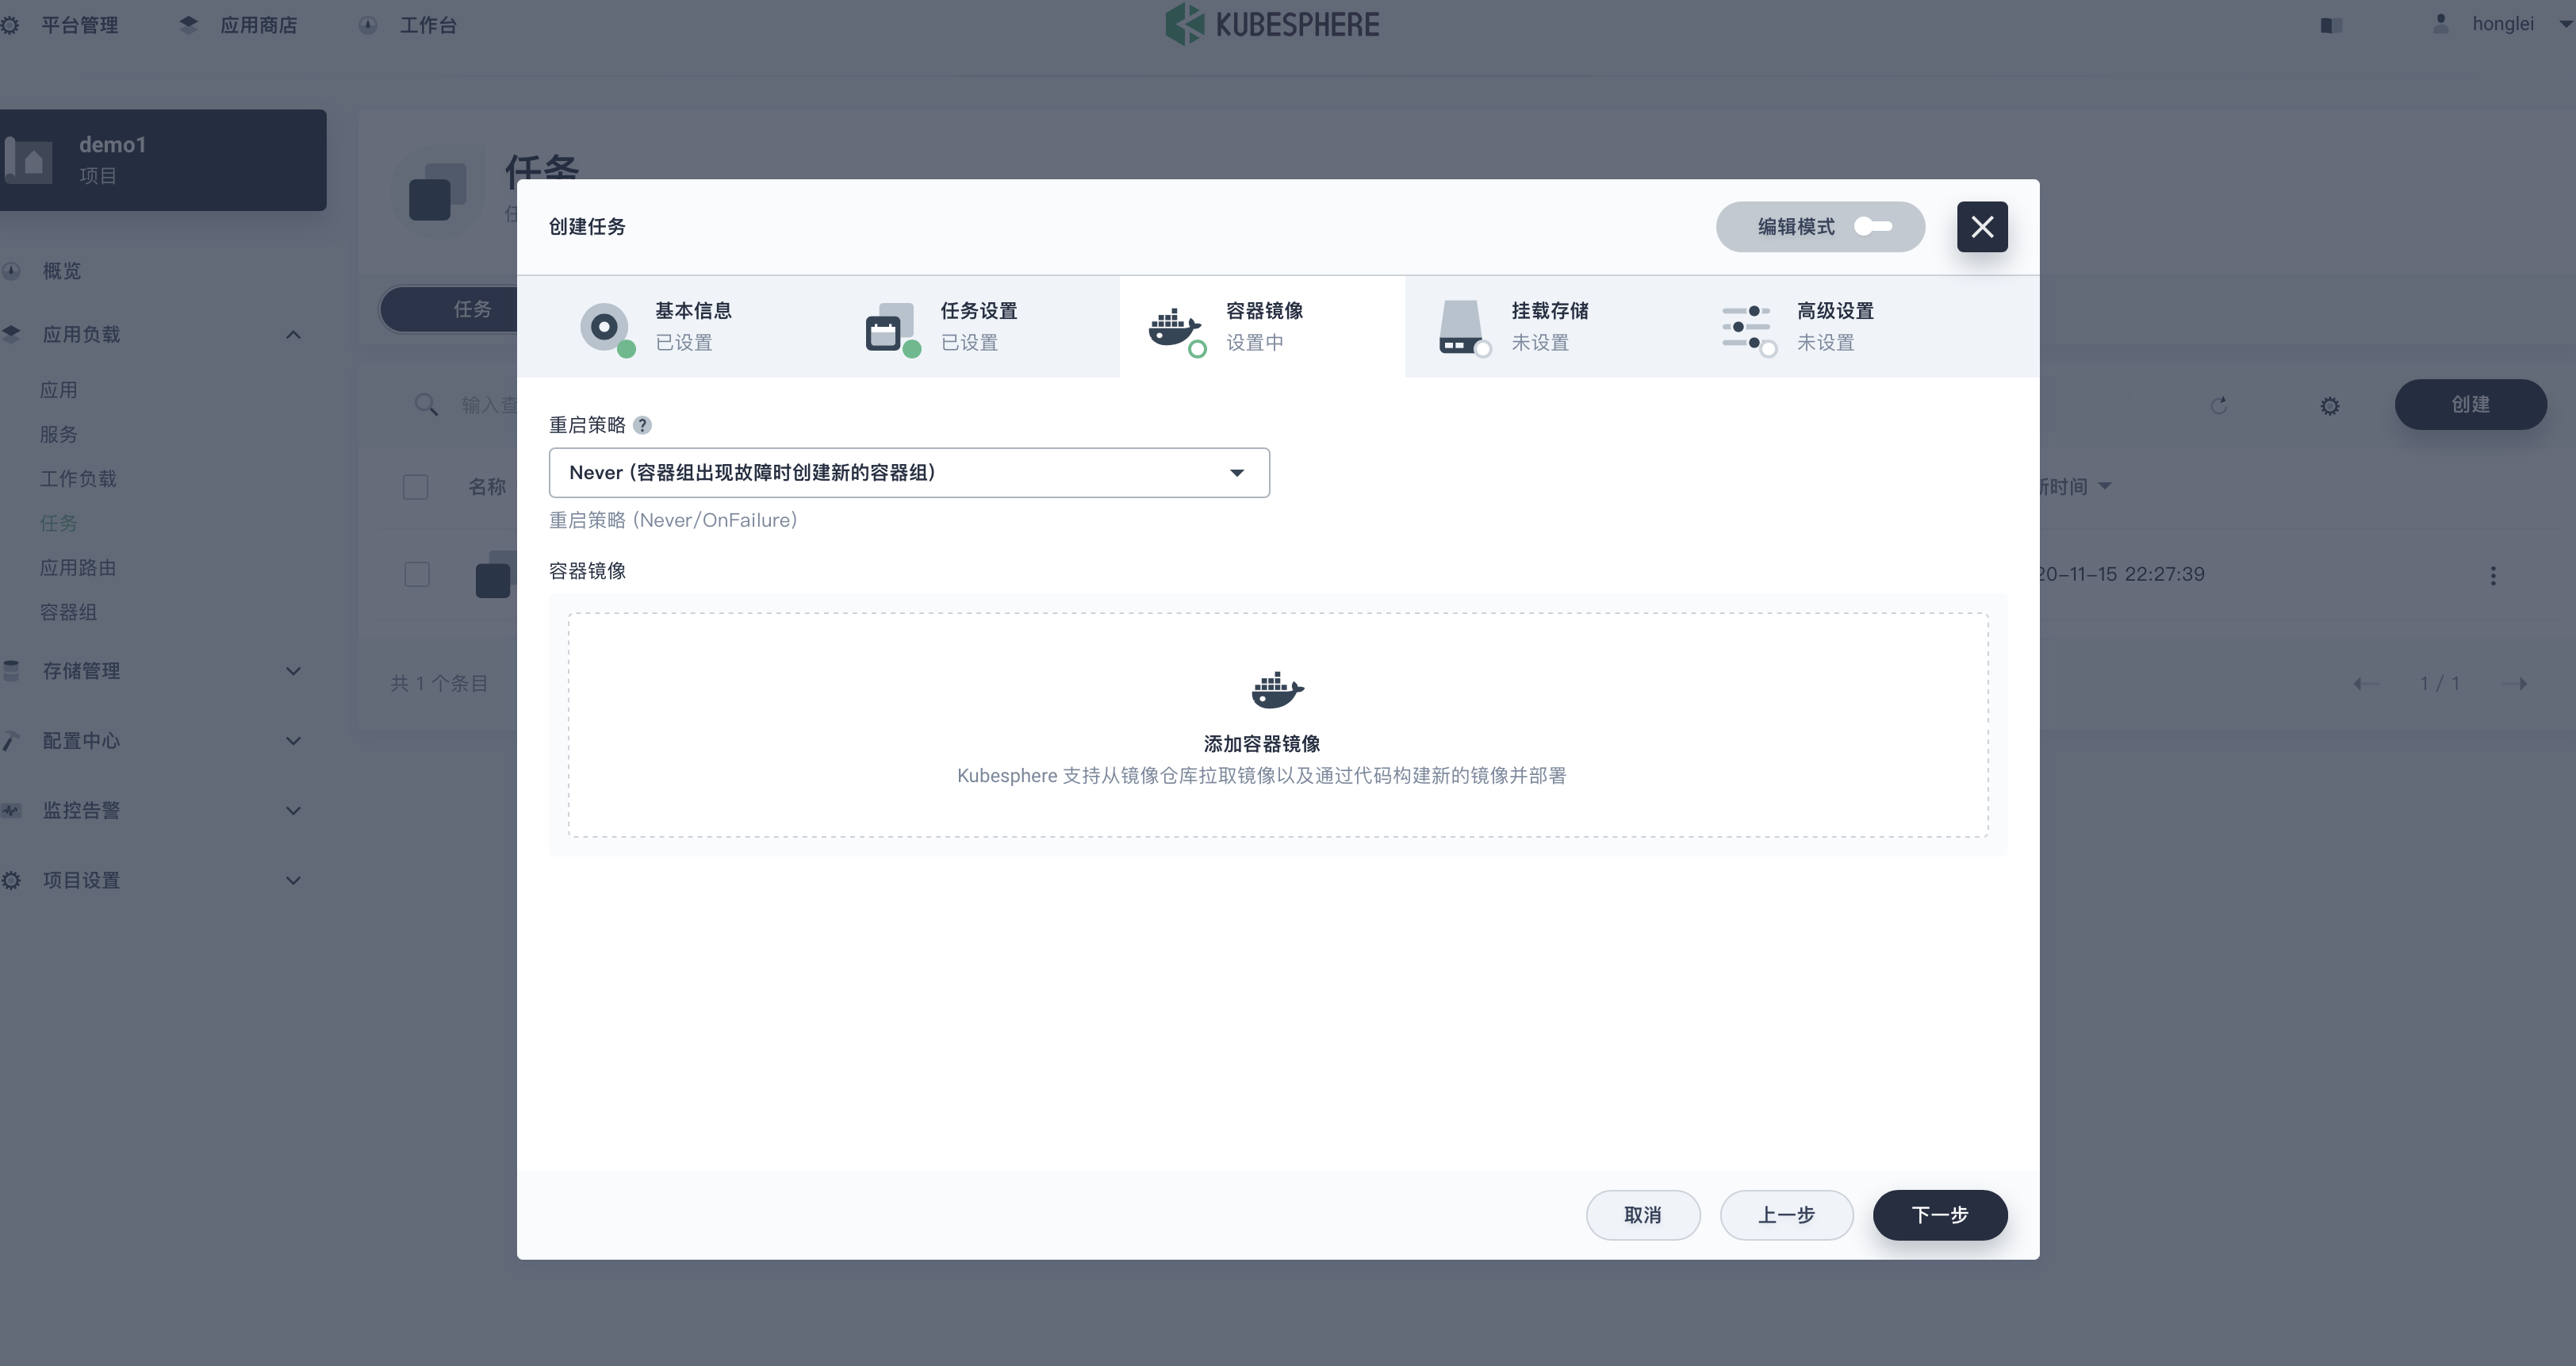 平台管理
应用商店
工作台
KUBESPHERE
honglei
demo1
项目
概览
应用负载
应用
服务
工作负载
任务
应用路由
容器组
存储管理
配置中心
监控告警
项目设置
任务
任务
输入查
创建
名称
新时间
20-11-15 22:27:39
共 1 个条目
1 / 1
创建任务
编辑模式
基本信息
已设置
任务设置
已设置
容器镜像
设置中
挂载存储
未设置
高级设置
未设置
重启策略 ?
Never (容器组出现故障时创建新的容器组)
重启策略 (Never/OnFailure)
容器镜像
添加容器镜像
Kubesphere 支持从镜像仓库拉取镜像以及通过代码构建新的镜像并部署
取消
上一步
下一步